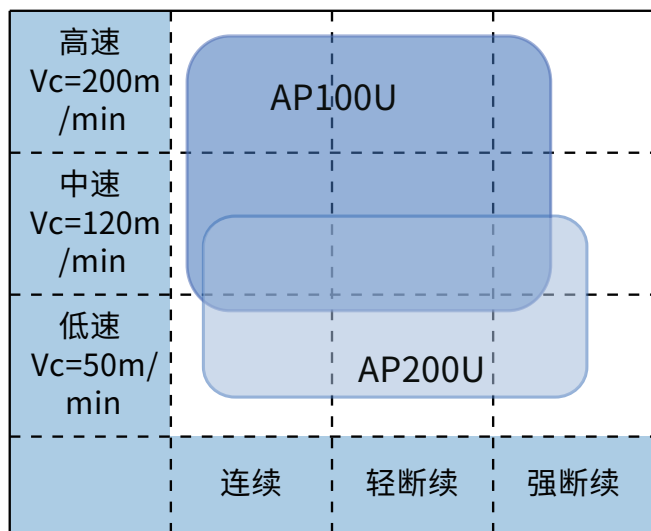 高速
Vc=200m
/min
AP100U
中速
Vc=120m
/min
低速
Vc=50m/
min
AP200U
连续
轻断续
强断续